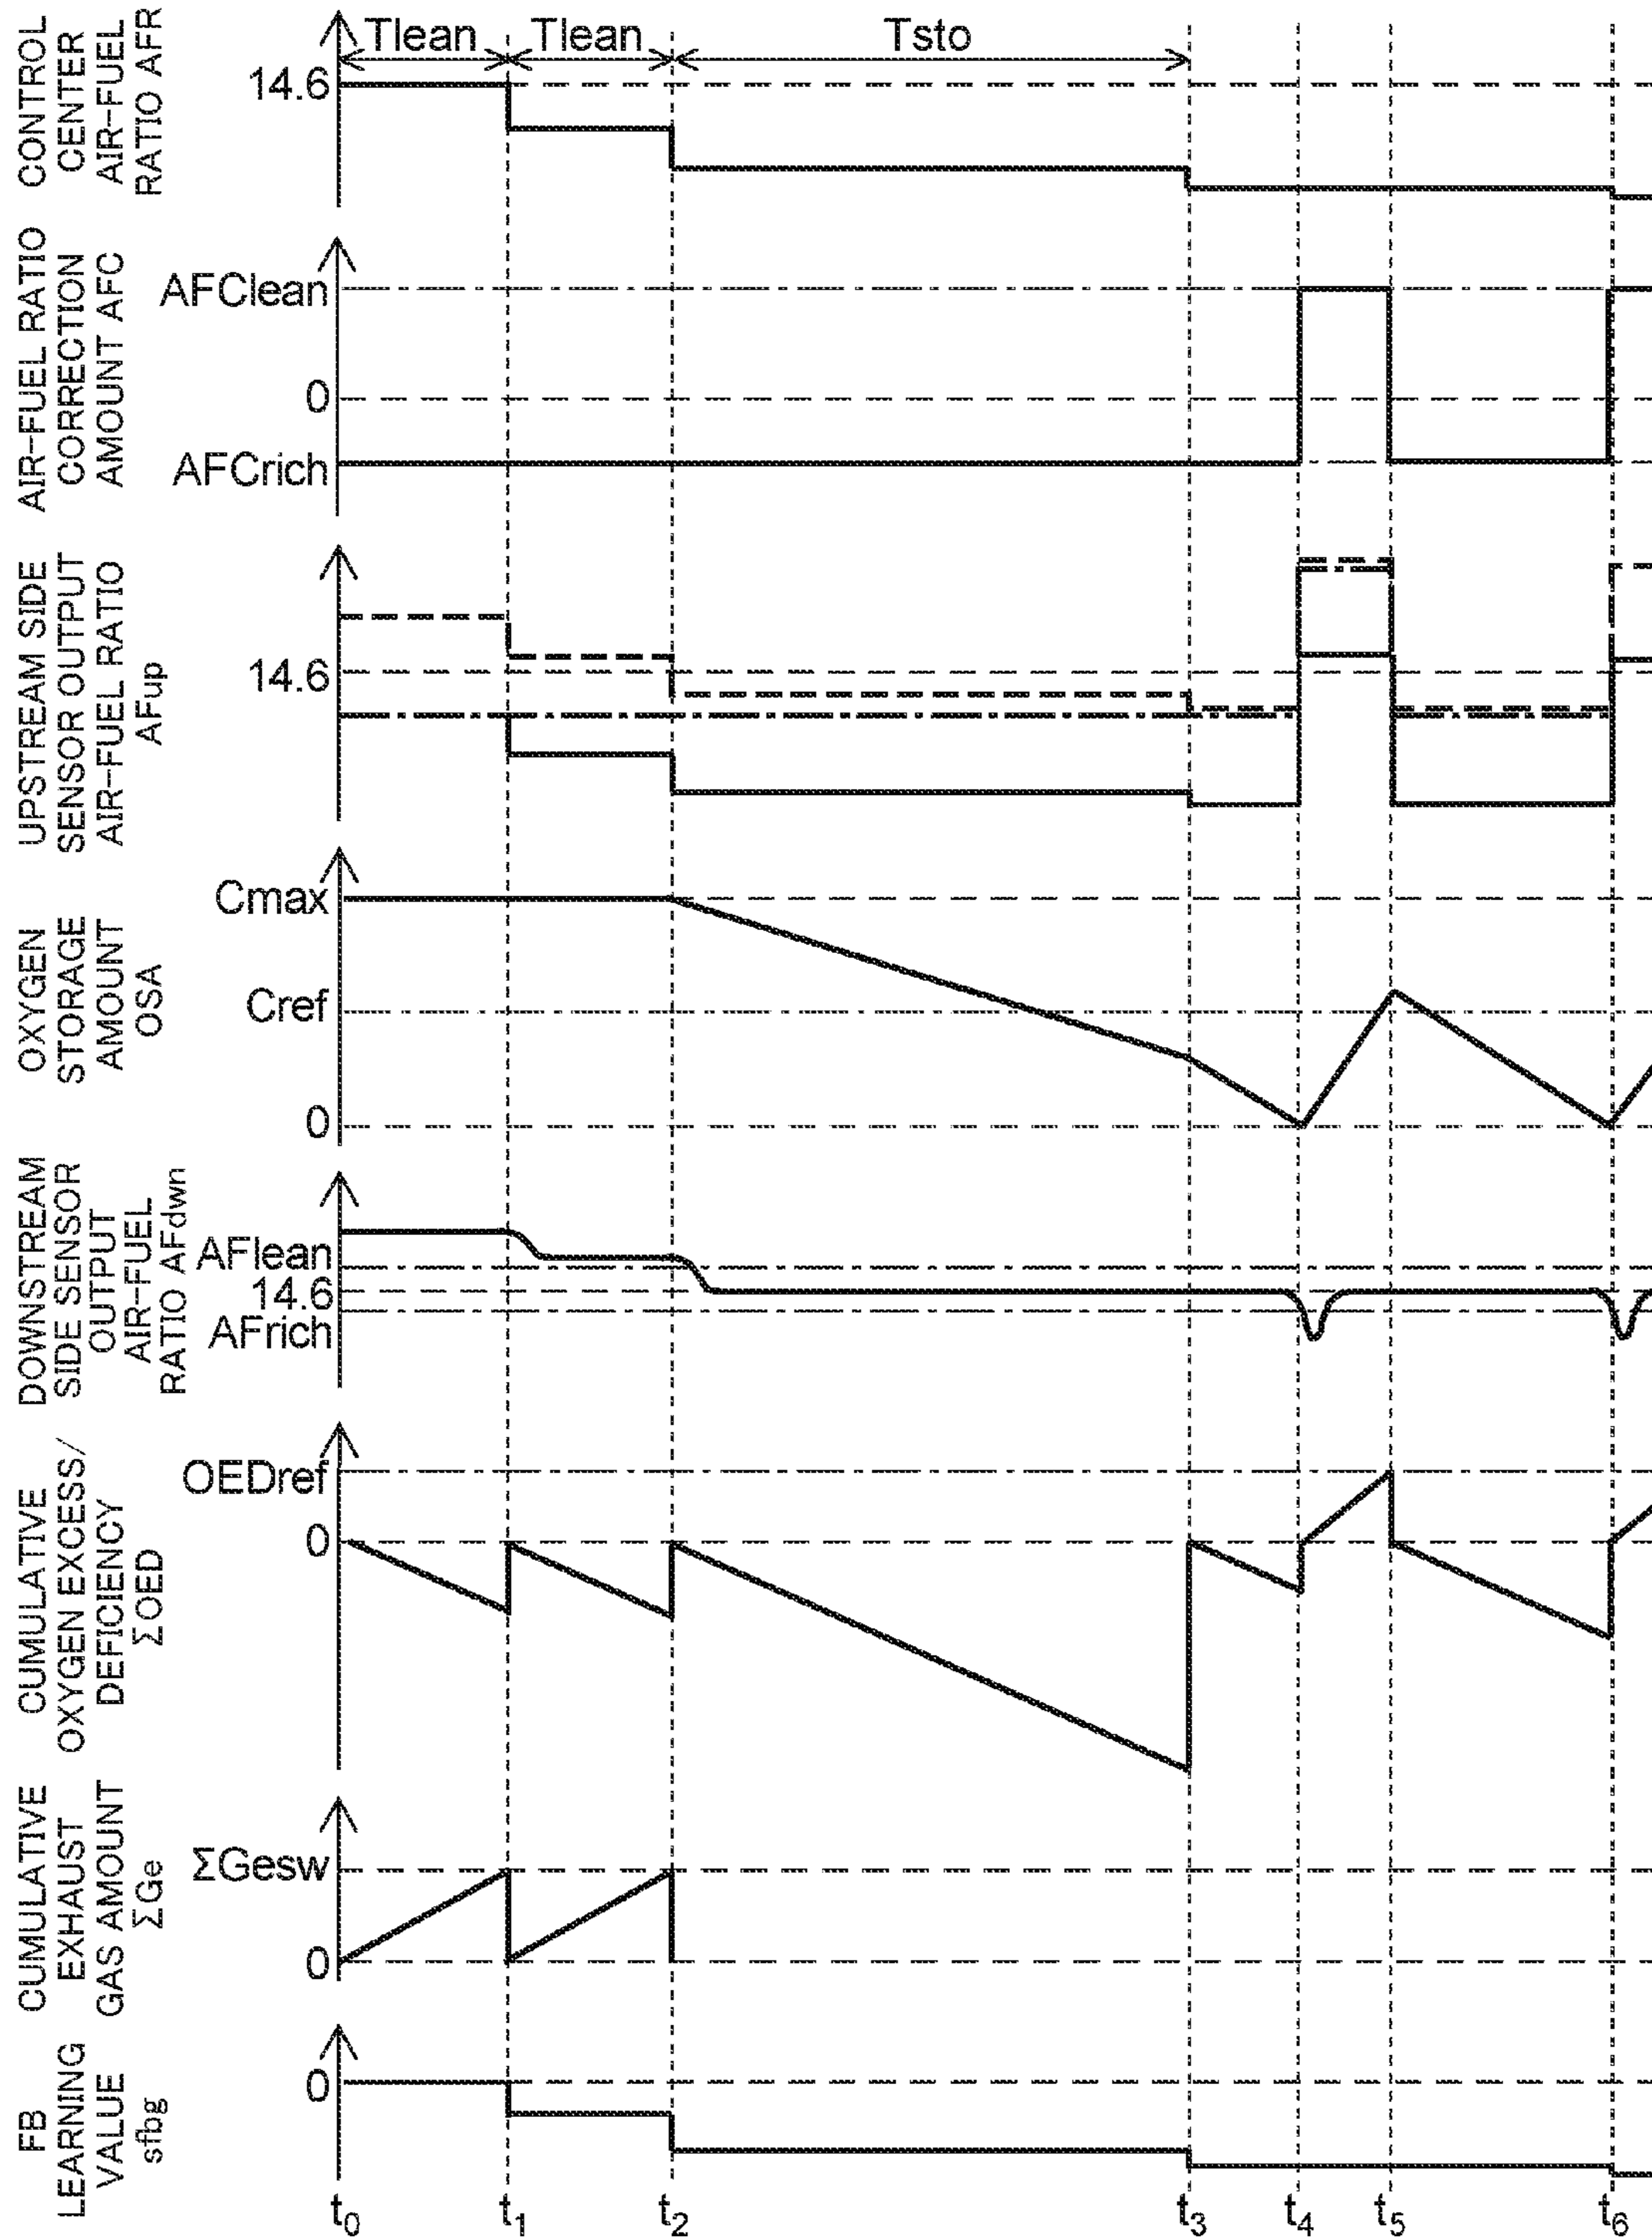 CONTROL
CENTER
AIR-FUEL
RATIO AFR
Tlean
Tlean
Tsto
14.6
AIR-FUEL RATIO
CORRECTION
AMOUNT AFC
AFClean
0
AFCrich
UPSTREAM SIDE
SENSOR OUTPUT
AIR-FUEL RATIO
AFup
14.6
OXYGEN
STORAGE
AMOUNT
OSA
Cmax
Cref
0
DOWNSTREAM
SIDE SENSOR
OUTPUT
AIR-FUEL
RATIO AFdwn
AFlean
14.6
AFrich
CUMULATIVE
OXYGEN EXCESS/
DEFICIENCY
ΣOED
OEDref
0
CUMULATIVE
EXHAUST
GAS AMOUNT
ΣGe
ΣGesw
0
FB
LEARNING
VALUE
sfbg
0
t0 t1 t2 t3 t4 t5 t6